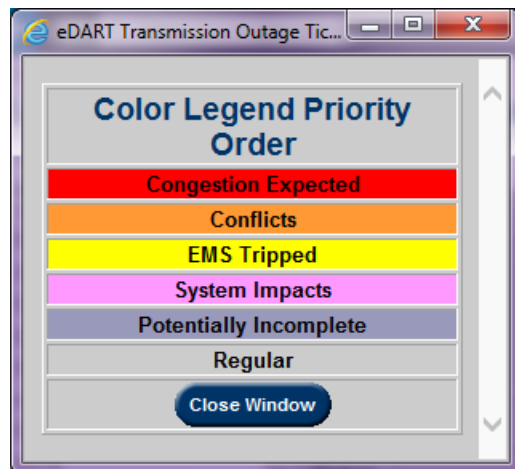 eDART Transmission Outage Tic...
Color Legend Priority
Order
Congestion Expected
Conflicts
EMS Tripped
System Impacts
Potentially Incomplete
Regular
Close Window